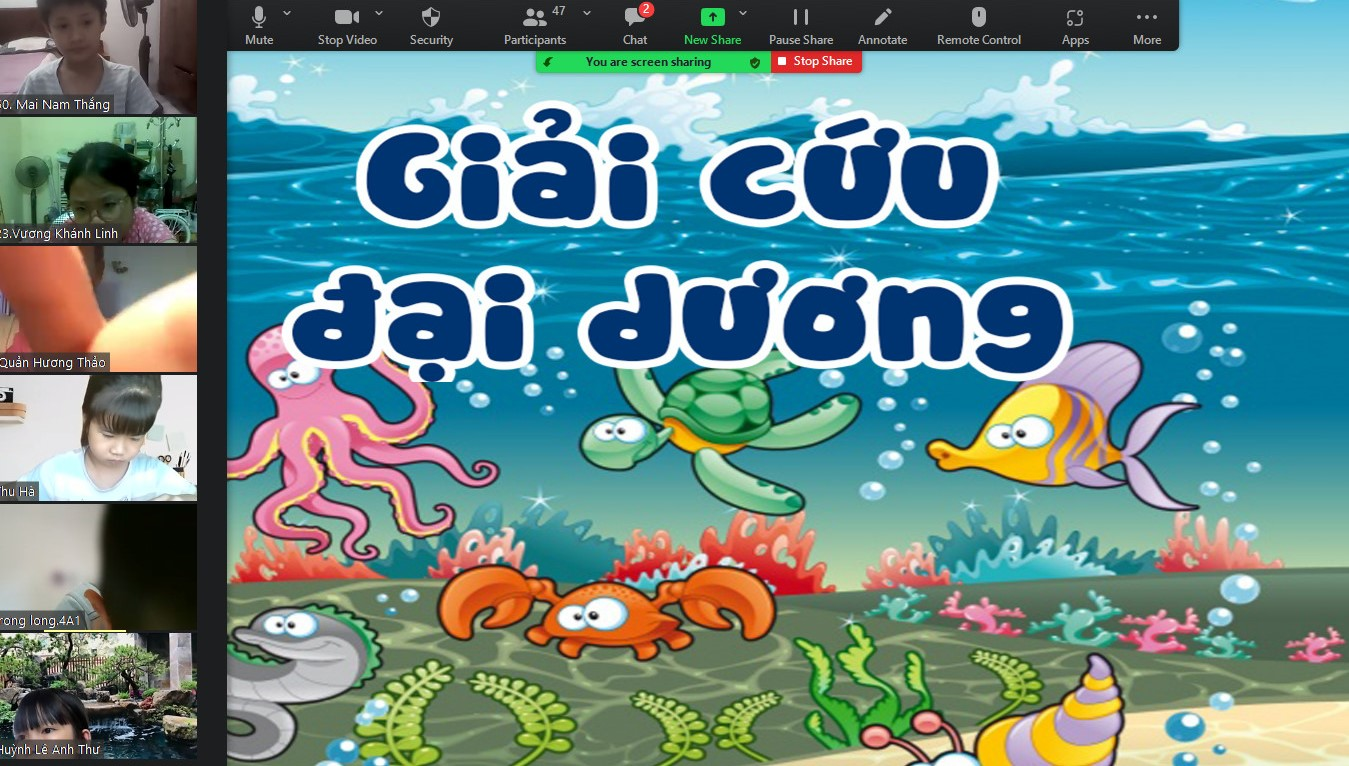 Mute
Stop Video
Security
Participants
47
Chat
2
New Share
Pause Share
Annotate
Remote Control
Apps
More
You are screen sharing
Stop Share
Giải cứu
đại dương
50. Mai Nam Thắng
23.Vương Khánh Linh
Quản Hương Thảo
Thu Hà
rong long.4A1
Huỳnh Lê Anh Thư